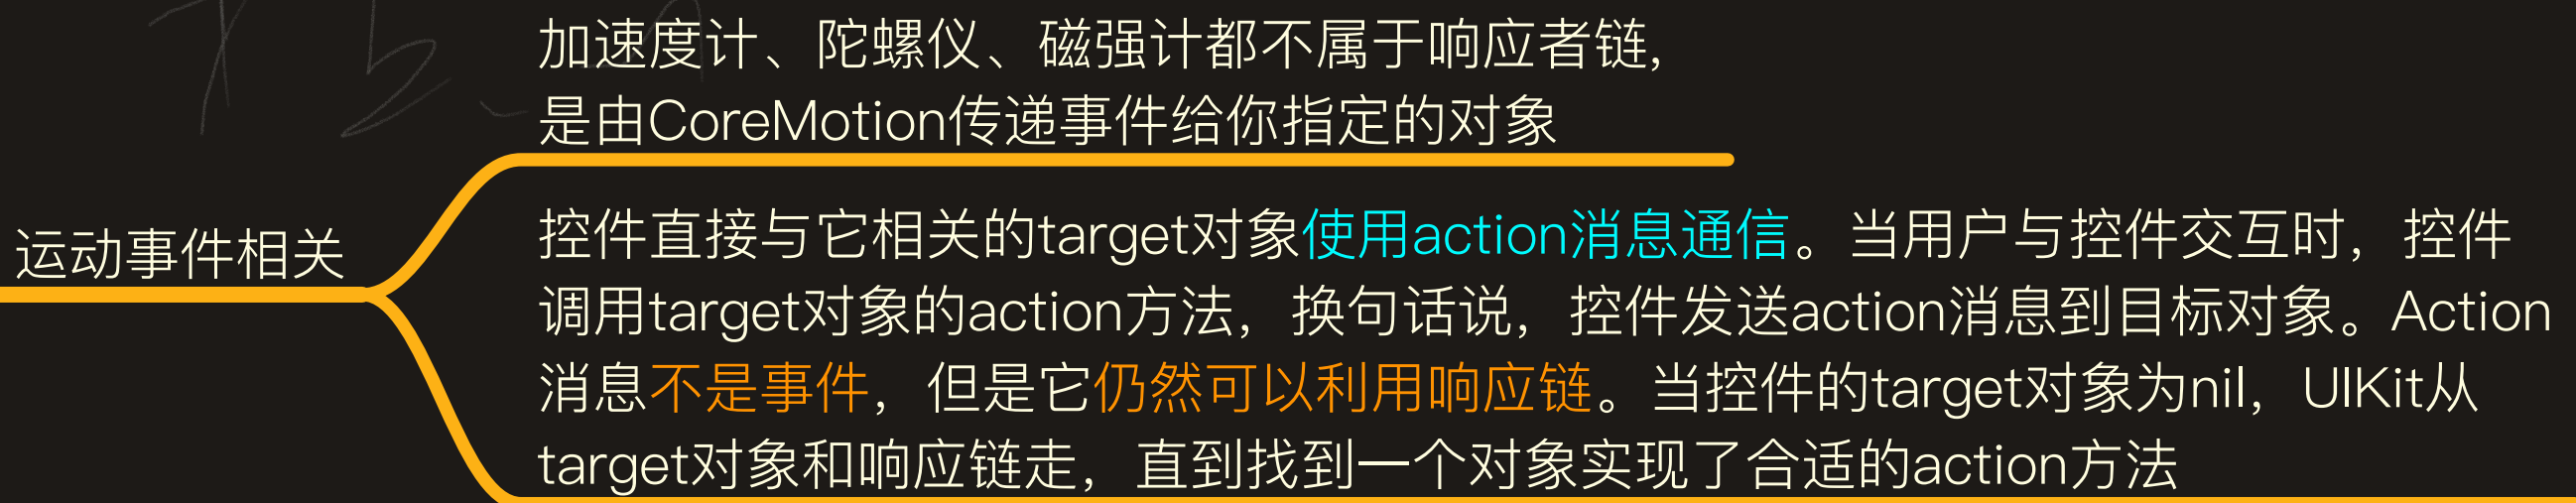 加速度计、陀螺仪、磁强计都不属于响应者链,
是由CoreMotion传递事件给你指定的对象
运动事件相关
控件直接与它相关的target对象使用action消息通信。当用户与控件交互时，控件
调用target对象的action方法，换句话说，控件发送action消息到目标对象。Action
消息不是事件，但是它仍然可以利用响应链。当控件的target对象为nil，UIKit从
target对象和响应链走，直到找到一个对象实现了合适的action方法